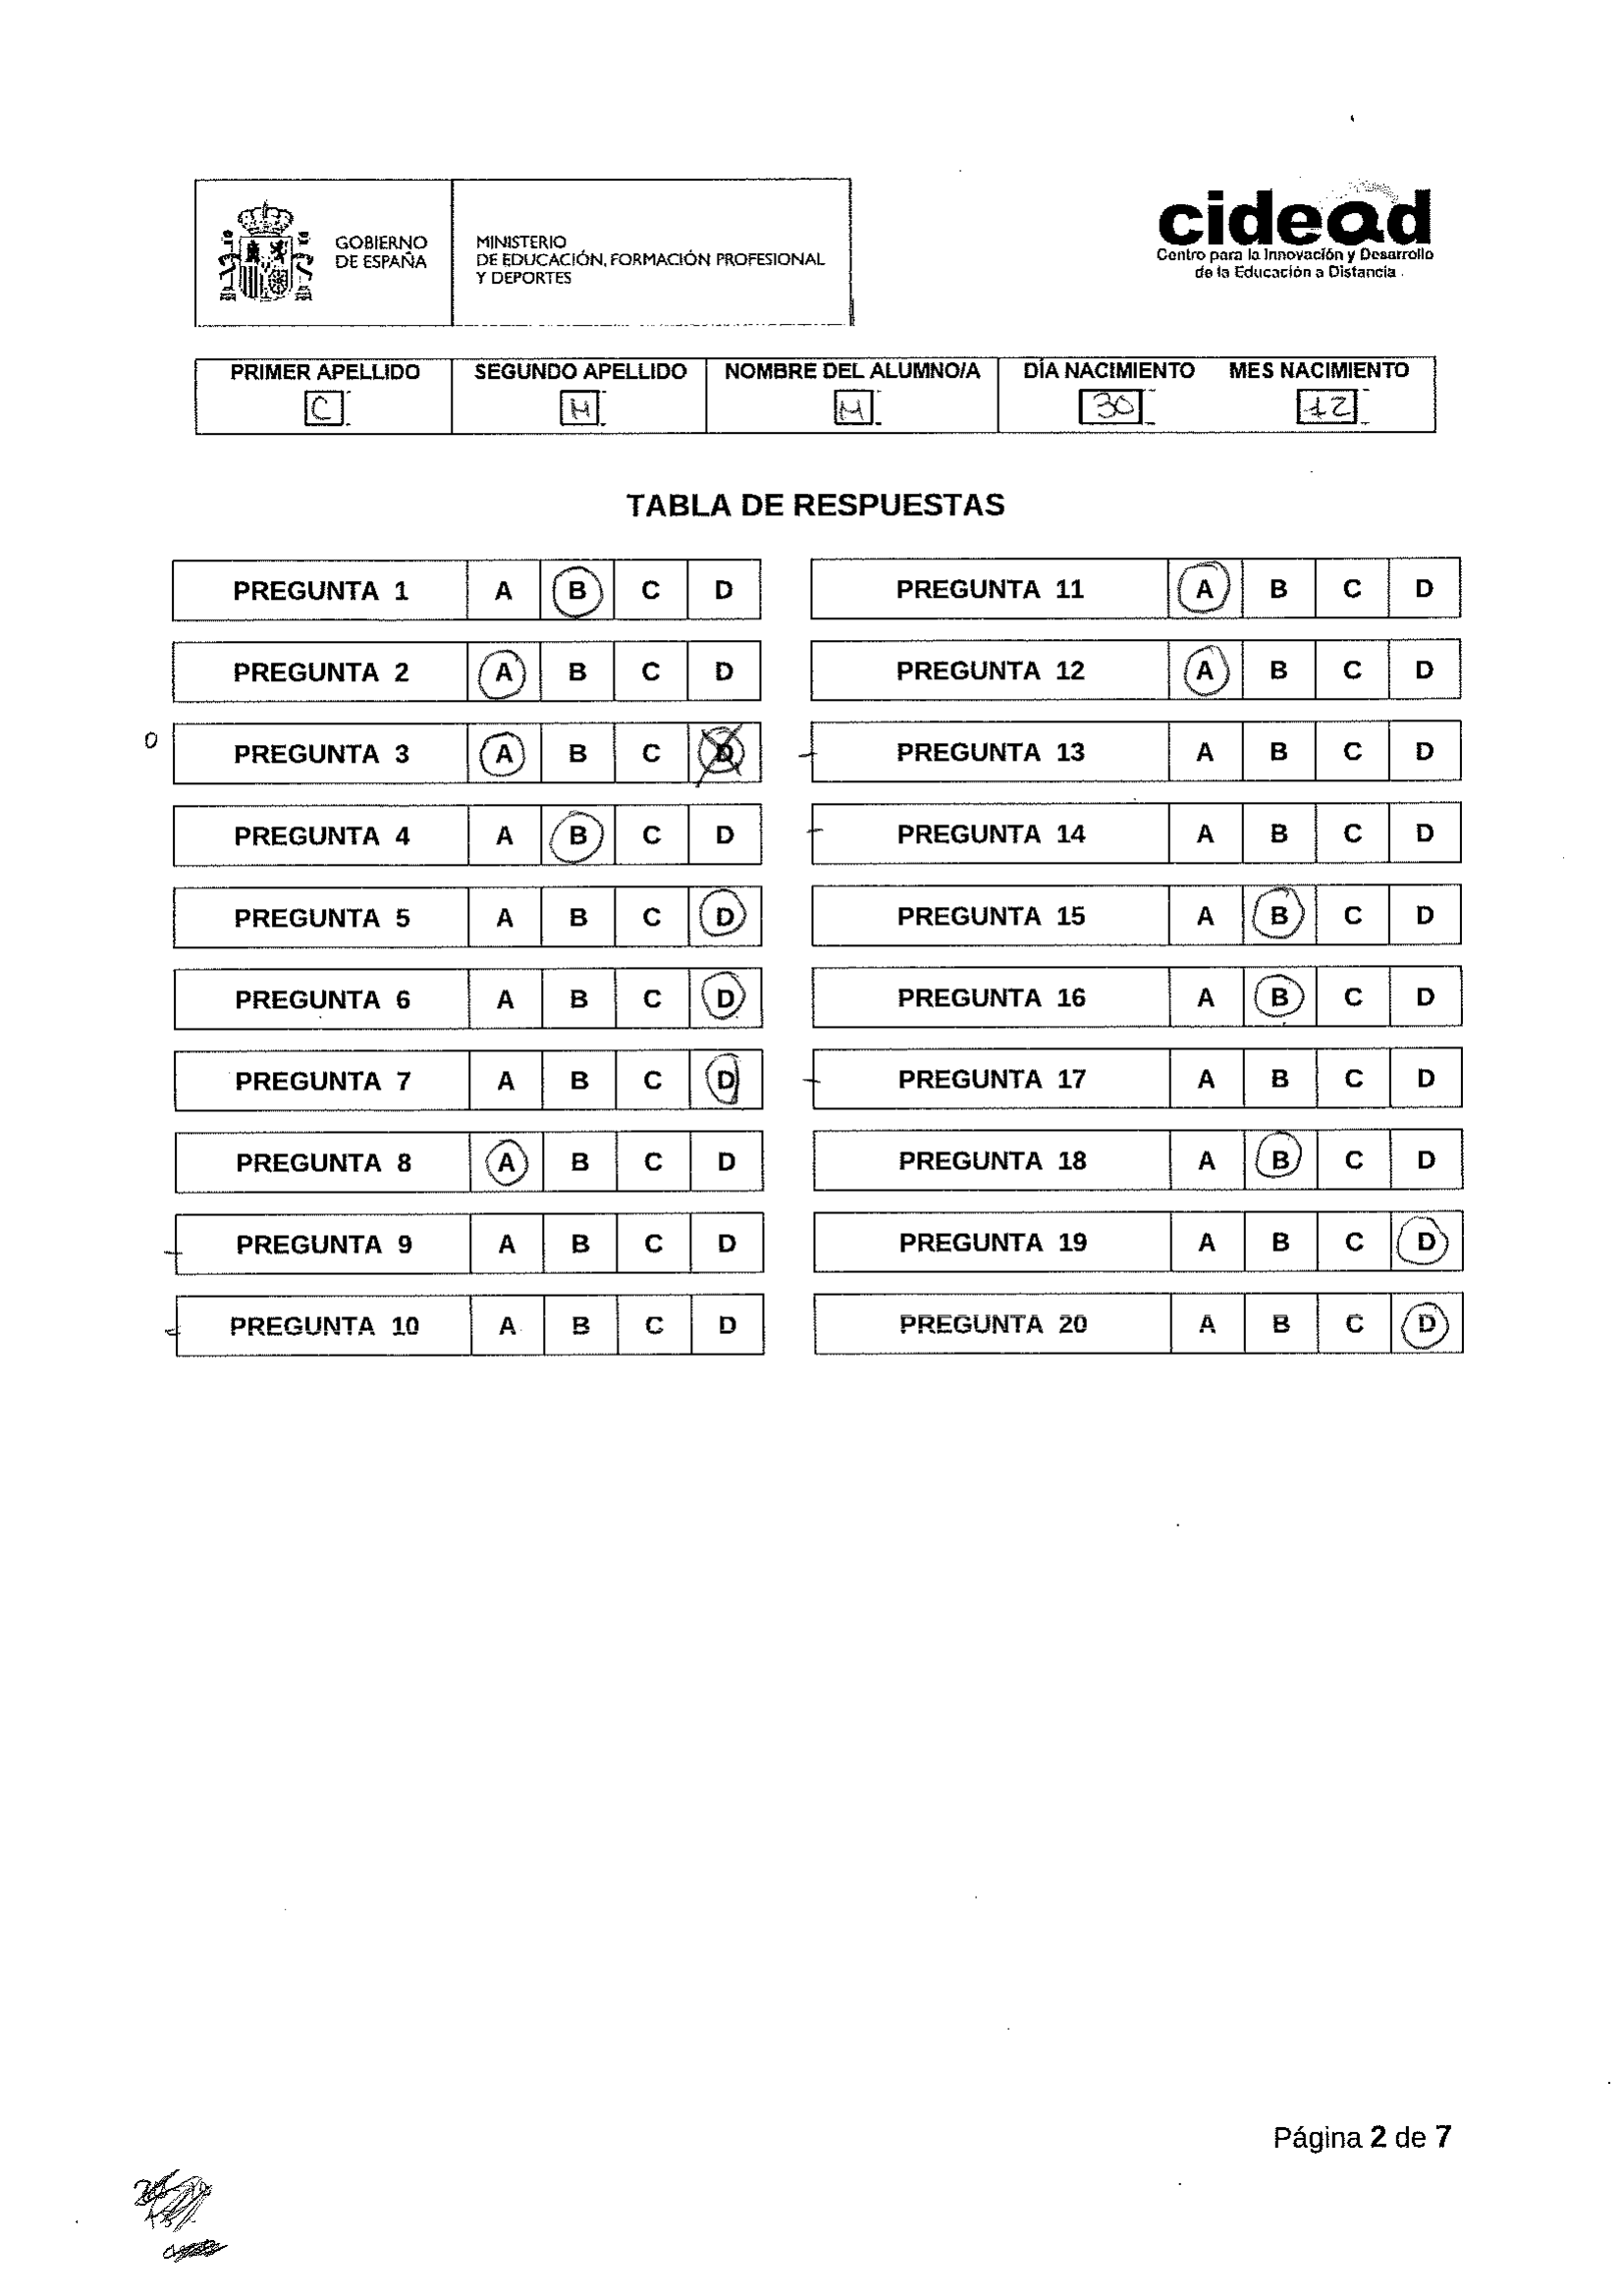 GOBIERNO
DE ESPAÑA
MINISTERIO
DE EDUCACIÓN, FORMACIÓN PROFESIONAL
Y DEPORTES
cidead
Centro para la Innovación y Desarrollo
de la Educación a Distancia
PRIMER APELLIDO SEGUNDO APELLIDO NOMBRE DEL ALUMNO/A DÍA NACIMIENTO MES NACIMIENTO
C H M 30 12
TABLA DE RESPUESTAS
PREGUNTA 1 A B C D
PREGUNTA 2 A B C D
PREGUNTA 3 A B C D
PREGUNTA 4 A B C D
PREGUNTA 5 A B C D
PREGUNTA 6 A B C D
PREGUNTA 7 A B C D
PREGUNTA 8 A B C D
PREGUNTA 9 A B C D
PREGUNTA 10 A B C D
PREGUNTA 11 A B C D
PREGUNTA 12 A B C D
PREGUNTA 13 A B C D
PREGUNTA 14 A B C D
PREGUNTA 15 A B C D
PREGUNTA 16 A B C D
PREGUNTA 17 A B C D
PREGUNTA 18 A B C D
PREGUNTA 19 A B C D
PREGUNTA 20 A B C D
Página 2 de 7